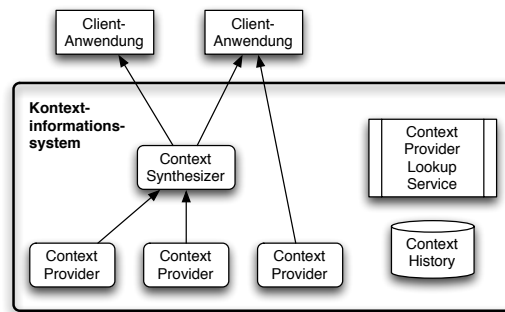 Client-
Anwendung
Client-
Anwendung
Kontext-
informations-
system
Context
Synthesizer
Context
Provider
Lookup
Service
Context
Provider
Context
Provider
Context
Provider
Context
History